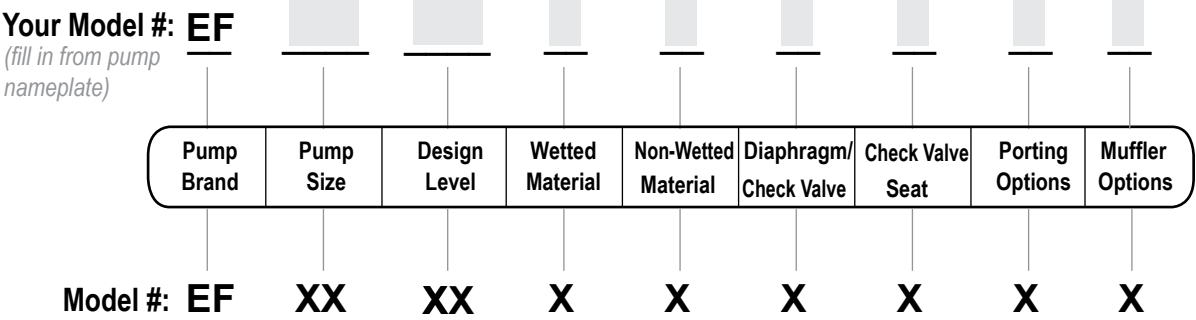 Your Model #: EF
(fill in from pump
nameplate)
Pump Pump Design Wetted Non-Wetted Diaphragm/ Check Valve Porting Muffler
Brand Size Level Material Material Check Valve Seat Options Options
Model #: EF XX XX X X X X X X